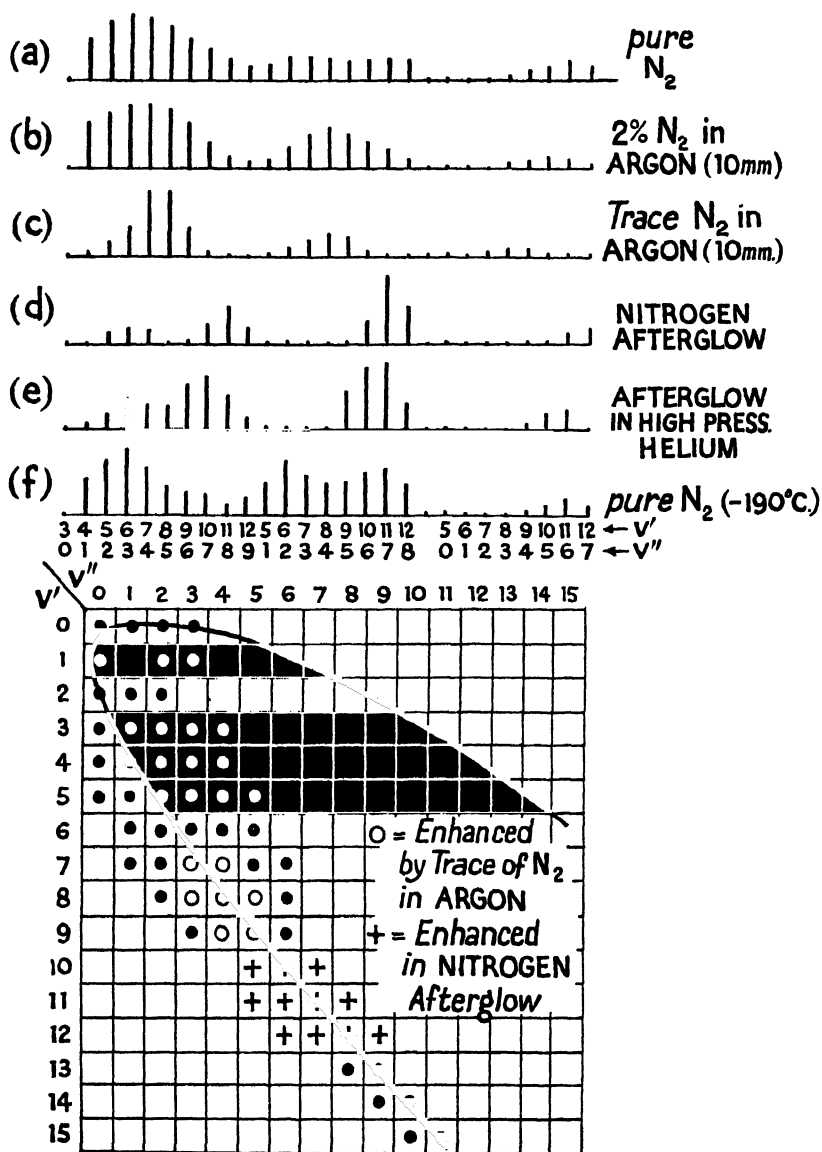 (a) pure
N₂
(b) 2% N₂ in
ARGON (10mm)
(c) Trace N₂ in
ARGON (10mm.)
(d) NITROGEN
AFTERGLOW
(e) AFTERGLOW
IN HIGH PRESS.
HELIUM
(f) pure N₂ (-190°C.)
3 4 5 6 7 8 9 10 11 12 5 6 7 8 9 10 11 12 5 6 7 8 9 10 11 12 ←V'
0 1 2 3 4 5 6 7 8 9 1 2 3 4 5 6 7 8 0 1 2 3 4 5 6 7 ←V''
V' V'' 0 1 2 3 4 5 6 7 8 9 10 11 12 13 14 15
0
1
2
3
4
5
6 O = Enhanced
7 by Trace of N₂
8 in ARGON
9 + = Enhanced
10 in NITROGEN
11 Afterglow
12
13
14
15